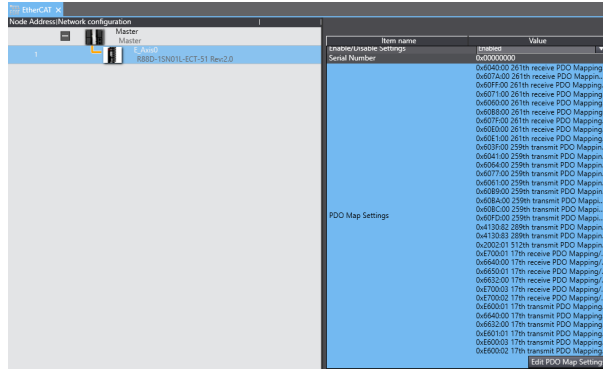 EtherCAT ×
Node Address|Network configuration
Master
Master
1
E_Axis0
R88D-1SN01L-ECT-51 Rev:2.0
Item name Value
Enable/Disable Settings Enabled
Serial Number 0x00000000
PDO Map Settings
0x6040:00 261th receive PDO Mapping
0x607A:00 261th receive PDO Mappin..
0x60FF:00 261th receive PDO Mapping
0x6071:00 261th receive PDO Mapping
0x6060:00 261th receive PDO Mapping
0x60B8:00 261th receive PDO Mapping
0x607F:00 261th receive PDO Mapping
0x60E0:00 261th receive PDO Mapping
0x60E1:00 261th receive PDO Mapping
0x603F:00 259th transmit PDO Mappin
0x6041:00 259th transmit PDO Mappin
0x6064:00 259th transmit PDO Mappin
0x6077:00 259th transmit PDO Mappin
0x6061:00 259th transmit PDO Mappin
0x60B9:00 259th transmit PDO Mappin
0x60BA:00 259th transmit PDO Mappi..
0x60BC:00 259th transmit PDO Mappi..
0x60FD:00 259th transmit PDO Mappin
0x4130:82 289th transmit PDO Mappin
0x4130:83 289th transmit PDO Mappin
0x2002:01 512th transmit PDO Mappin
0xE700:01 17th receive PDO Mapping/.
0x6640:00 17th receive PDO Mapping/.
0x6650:01 17th receive PDO Mapping/.
0x6632:00 17th receive PDO Mapping/.
0xE700:03 17th receive PDO Mapping/.
0xE700:02 17th receive PDO Mapping/.
0xE600:01 17th transmit PDO Mapping
0x6640:00 17th transmit PDO Mapping
0x6632:00 17th transmit PDO Mapping
0xE601:01 17th transmit PDO Mapping
0xE600:03 17th transmit PDO Mapping
0xE600:02 17th transmit PDO Mapping
Edit PDO Map Setting